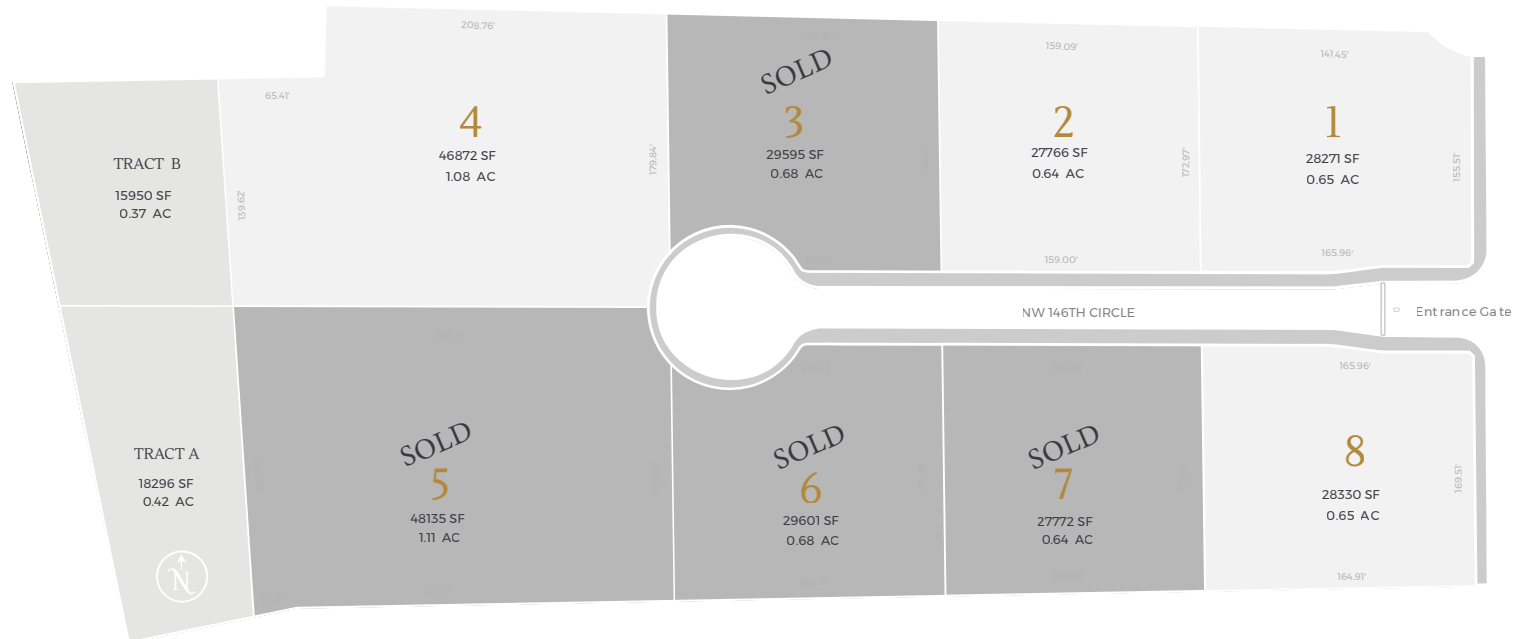 208.76'
65.41'
4
46872 SF
1.08 AC
179.84'
139.62'
SOLD
3
29595 SF
0.68 AC
159.09'
2
27766 SF
0.64 AC
172.97'
159.00'
141.45'
1
28271 SF
0.65 AC
155.51'
165.96'
TRACT B
15950 SF
0.37 AC
NW 146TH CIRCLE
Entrance Gate
TRACT A
18296 SF
0.42 AC
N
SOLD
5
48135 SF
1.11 AC
SOLD
6
29601 SF
0.68 AC
SOLD
7
27772 SF
0.64 AC
165.96'
8
28330 SF
0.65 AC
169.51'
164.91'